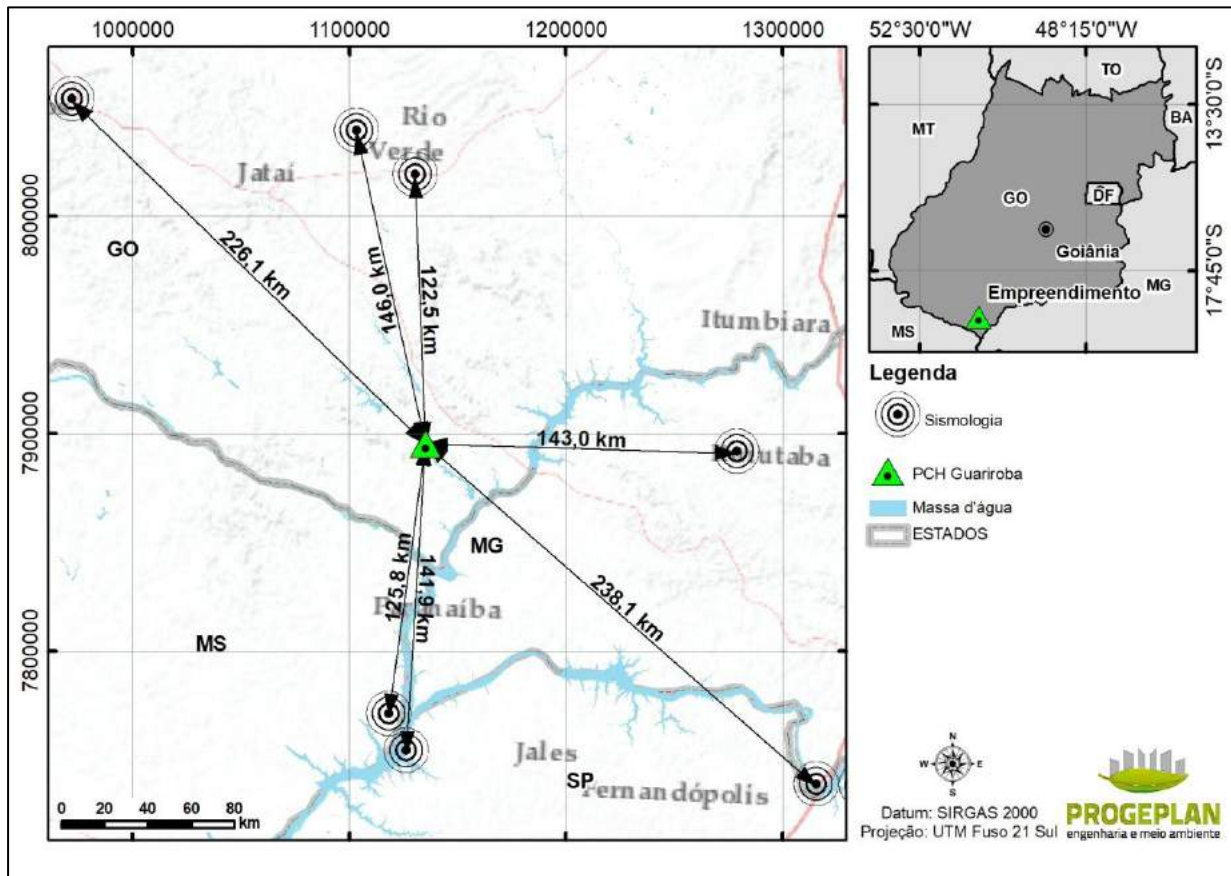 1000000 1100000 1200000 1300000
8000000
7900000
7800000
Rio
Verde
Jataí
GO
226,1 km
146,0 km
122,5 km
Itumbiara
143,0 km
MG
125,8 km
141,9 km
238,1 km
MS
Jales
SP
Fernandópolis
0 20 40 80
km
52°30'0"W 48°15'0"W
13°30'0"S
17°45'0"S
TO
BA
MT
GO
DF
Goiânia
MG
Empreendimento
MS
Legenda
Sismologia
PCH Guariroba
Massa d'água
ESTADOS
N
W E
S
Datum: SIRGAS 2000
Projeção: UTM Fuso 21 Sul
PROGEPLAN
engenharia e meio ambiente